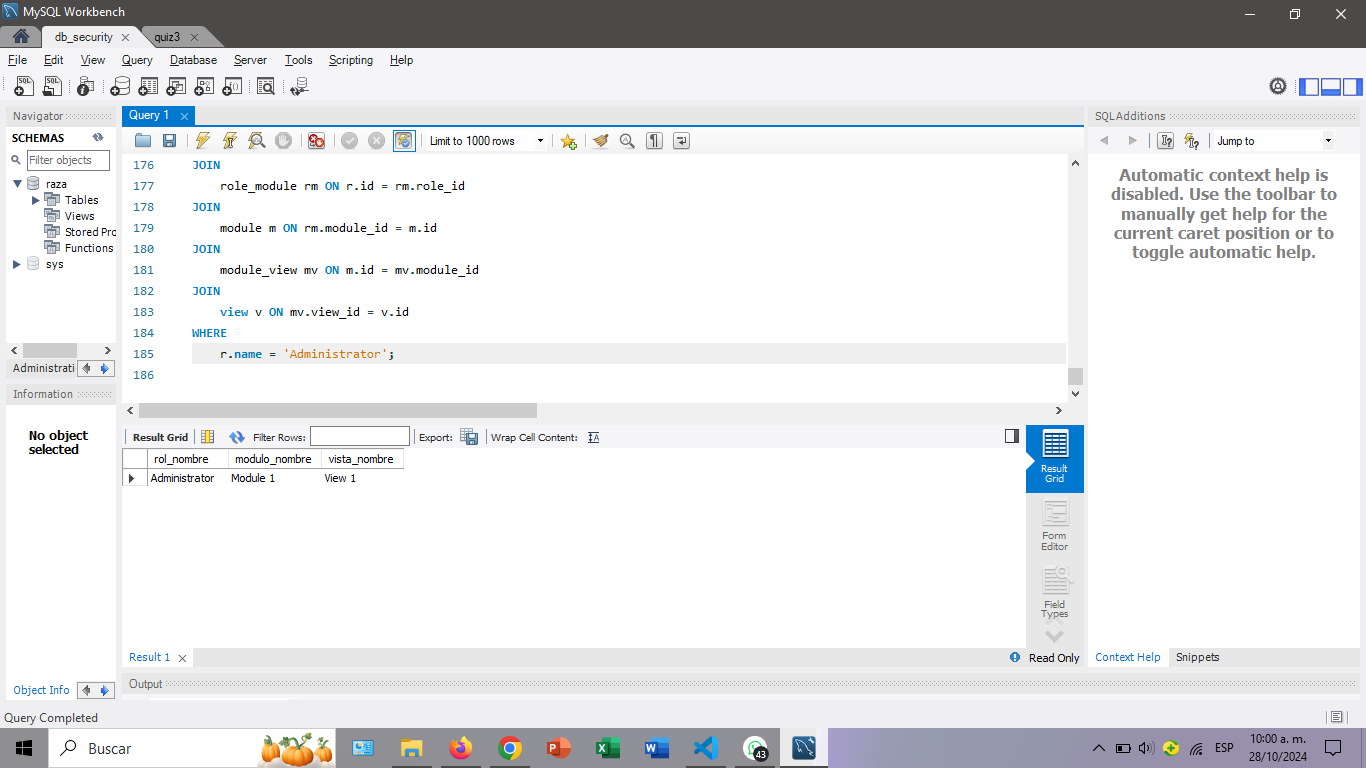 MySQL Workbench
db_security
quiz3
File Edit View Query Database Server Tools Scripting Help
Navigator
SCHEMAS
Filter objects
raza
Tables
Views
Stored Pro
Functions
sys
Administrati
Information
No object
selected
Object Info
Query 1
Limit to 1000 rows
176 JOIN
177 role_module rm ON r.id = rm.role_id
178 JOIN
179 module m ON rm.module_id = m.id
180 JOIN
181 module_view mv ON m.id = mv.module_id
182 JOIN
183 view v ON mv.view_id = v.id
184 WHERE
185 r.name = 'Administrator';
186
Result Grid Filter Rows: Export: Wrap Cell Content:
rol_nombre modulo_nombre vista_nombre
Administrator Module 1 View 1
Result
Grid
Form
Editor
Field
Types
Result 1
Read Only
Output
SQLAdditions
Jump to
Automatic context help is
disabled. Use the toolbar to
manually get help for the
current caret position or to
toggle automatic help.
Context Help Snippets
Query Completed
Buscar
43
ESP
10:00 a. m.
28/10/2024